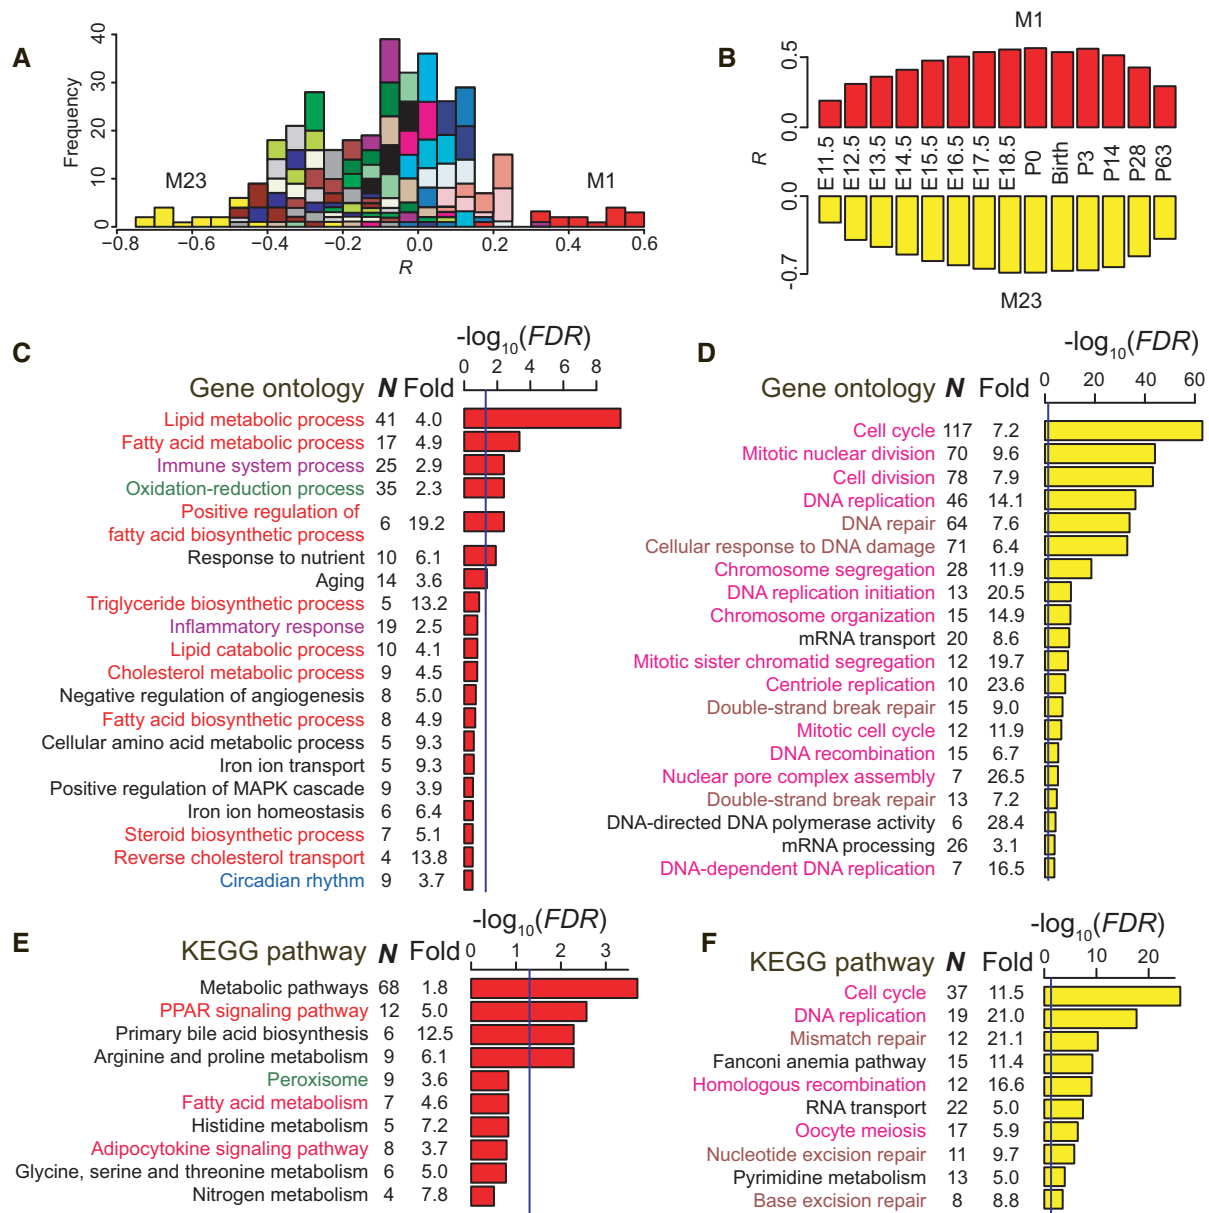 A
Frequency
40
30
20
10
0
M23
M1
−0.8 −0.6 −0.4 −0.2 0.0 0.2 0.4 0.6
R
B
M1
0.5
0.0
R
E11.5 E12.5 E13.5 E14.5 E15.5 E16.5 E17.5 E18.5 P0 Birth P3 P14 P28 P63
0.0
-0.7
M23
C
-log10(FDR)
Gene ontology N Fold 0 2 4 6 8
Lipid metabolic process 41 4.0
Fatty acid metabolic process 17 4.9
Immune system process 25 2.9
Oxidation-reduction process 35 2.3
Positive regulation of
fatty acid biosynthetic process 6 19.2
Response to nutrient 10 6.1
Aging 14 3.6
Triglyceride biosynthetic process 5 13.2
Inflammatory response 19 2.5
Lipid catabolic process 10 4.1
Cholesterol metabolic process 9 4.5
Negative regulation of angiogenesis 8 5.0
Fatty acid biosynthetic process 8 4.9
Cellular amino acid metabolic process 5 9.3
Iron ion transport 5 9.3
Positive regulation of MAPK cascade 9 3.9
Iron ion homeostasis 6 6.4
Steroid biosynthetic process 7 5.1
Reverse cholesterol transport 4 13.8
Circadian rhythm 9 3.7
D
-log10(FDR)
Gene ontology N Fold 0 20 40 60
Cell cycle 117 7.2
Mitotic nuclear division 70 9.6
Cell division 78 7.9
DNA replication 46 14.1
DNA repair 64 7.6
Cellular response to DNA damage 71 6.4
Chromosome segregation 28 11.9
DNA replication initiation 13 20.5
Chromosome organization 15 14.9
mRNA transport 20 8.6
Mitotic sister chromatid segregation 12 19.7
Centriole replication 10 23.6
Double-strand break repair 15 9.0
Mitotic cell cycle 12 11.9
DNA recombination 15 6.7
Nuclear pore complex assembly 7 26.5
Double-strand break repair 13 7.2
DNA-directed DNA polymerase activity 6 28.4
mRNA processing 26 3.1
DNA-dependent DNA replication 7 16.5
E
-log10(FDR)
KEGG pathway N Fold 0 1 2 3
Metabolic pathways 68 1.8
PPAR signaling pathway 12 5.0
Primary bile acid biosynthesis 6 12.5
Arginine and proline metabolism 9 6.1
Peroxisome 9 3.6
Fatty acid metabolism 7 4.6
Histidine metabolism 5 7.2
Adipocytokine signaling pathway 8 3.7
Glycine, serine and threonine metabolism 6 5.0
Nitrogen metabolism 4 7.8
F
-log10(FDR)
KEGG pathway N Fold 0 10 20
Cell cycle 37 11.5
DNA replication 19 21.0
Mismatch repair 12 21.1
Fanconi anemia pathway 15 11.4
Homologous recombination 12 16.6
RNA transport 22 5.0
Oocyte meiosis 17 5.9
Nucleotide excision repair 11 9.7
Pyrimidine metabolism 13 5.0
Base excision repair 8 8.8